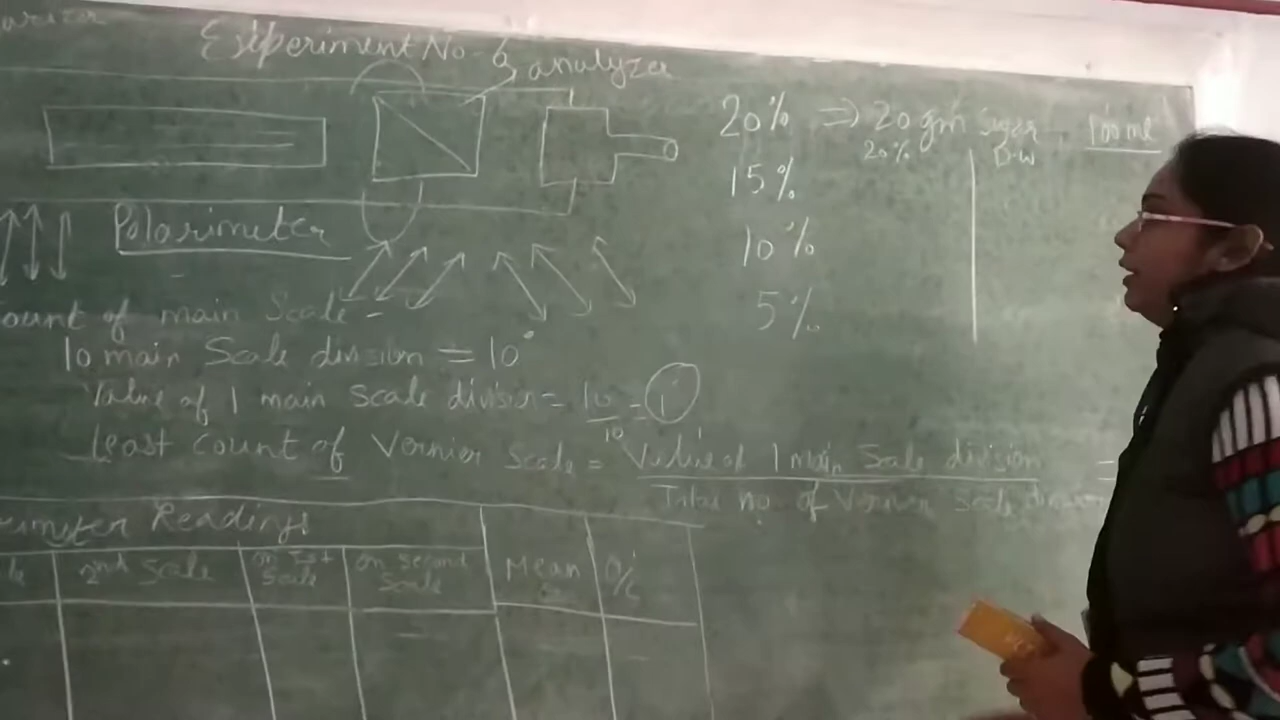 Experiment No - 6
analyzer
20% => 20 gm sugar 100 ml
20% D.W
15%
10%
5%
Polarimeter
ount of main Scale -
10 main Scale division = 10°
Value of 1 main scale division = 10/10 = 1°
least count of Vernier Scale = Value of 1 main Scale division / Total no. of Vernier Scale division =
imeter Readings
2nd Scale
on Ist Scale
on second Scale
Mean
θ/c